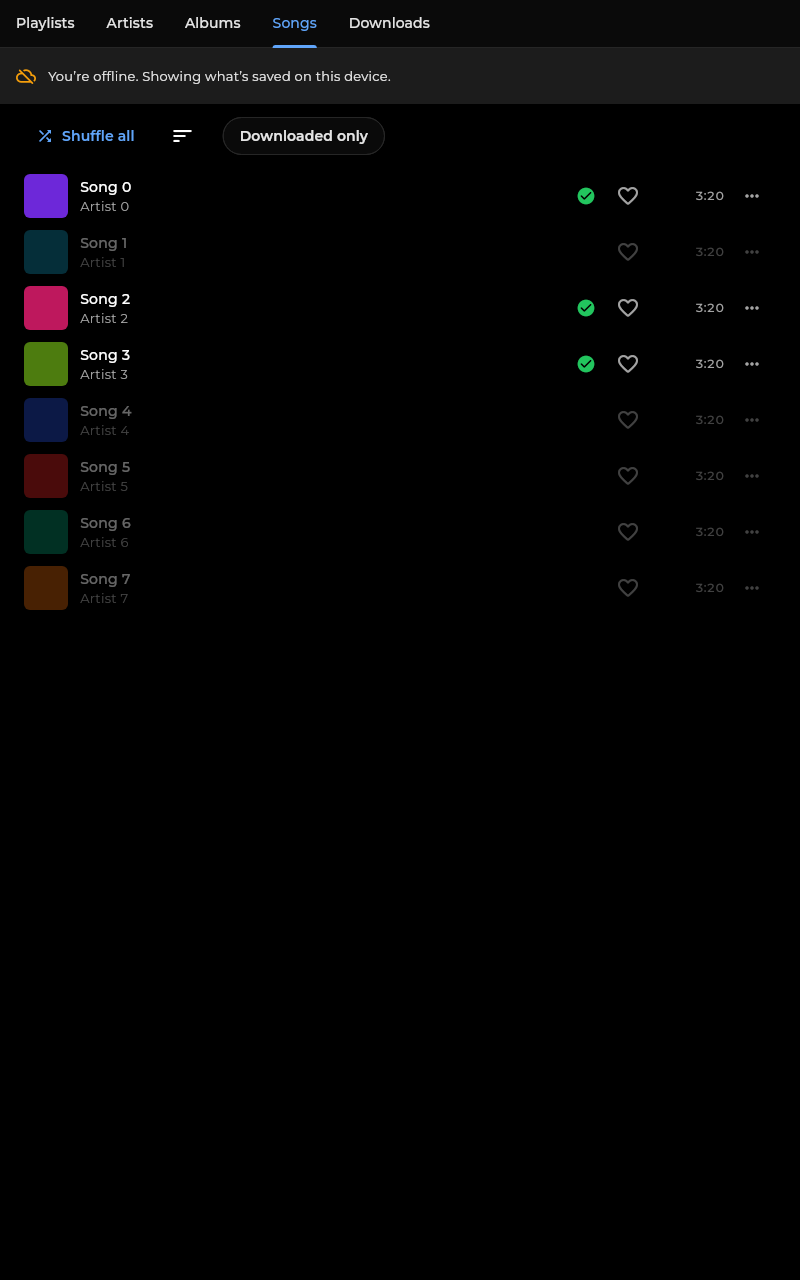 Playlists Artists Albums Songs Downloads
You're offline. Showing what's saved on this device.
Shuffle all Downloaded only
Song 0
Artist 0
3:20
Song 1
Artist 1
3:20
Song 2
Artist 2
3:20
Song 3
Artist 3
3:20
Song 4
Artist 4
3:20
Song 5
Artist 5
3:20
Song 6
Artist 6
3:20
Song 7
Artist 7
3:20